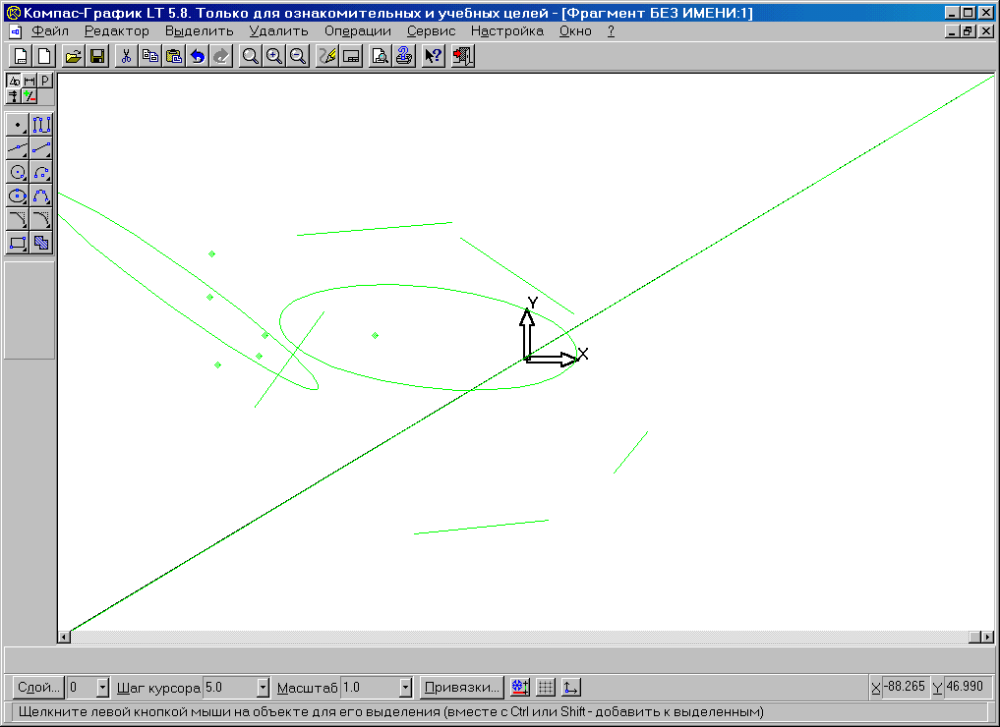 Компас-График LT 5.8. Только для ознакомительных и учебных целей - [Фрагмент БЕЗ ИМЕНИ:1]
Файл Редактор Выделить Удалить Операции Сервис Настройка Окно ?
P
Y
X
Слой... 0 Шаг курсора 5.0 Масштаб 1.0 Привязки... X -88.265 Y 46.990
Щелкните левой кнопкой мыши на объекте для его выделения (вместе с Ctrl или Shift - добавить к выделенным)